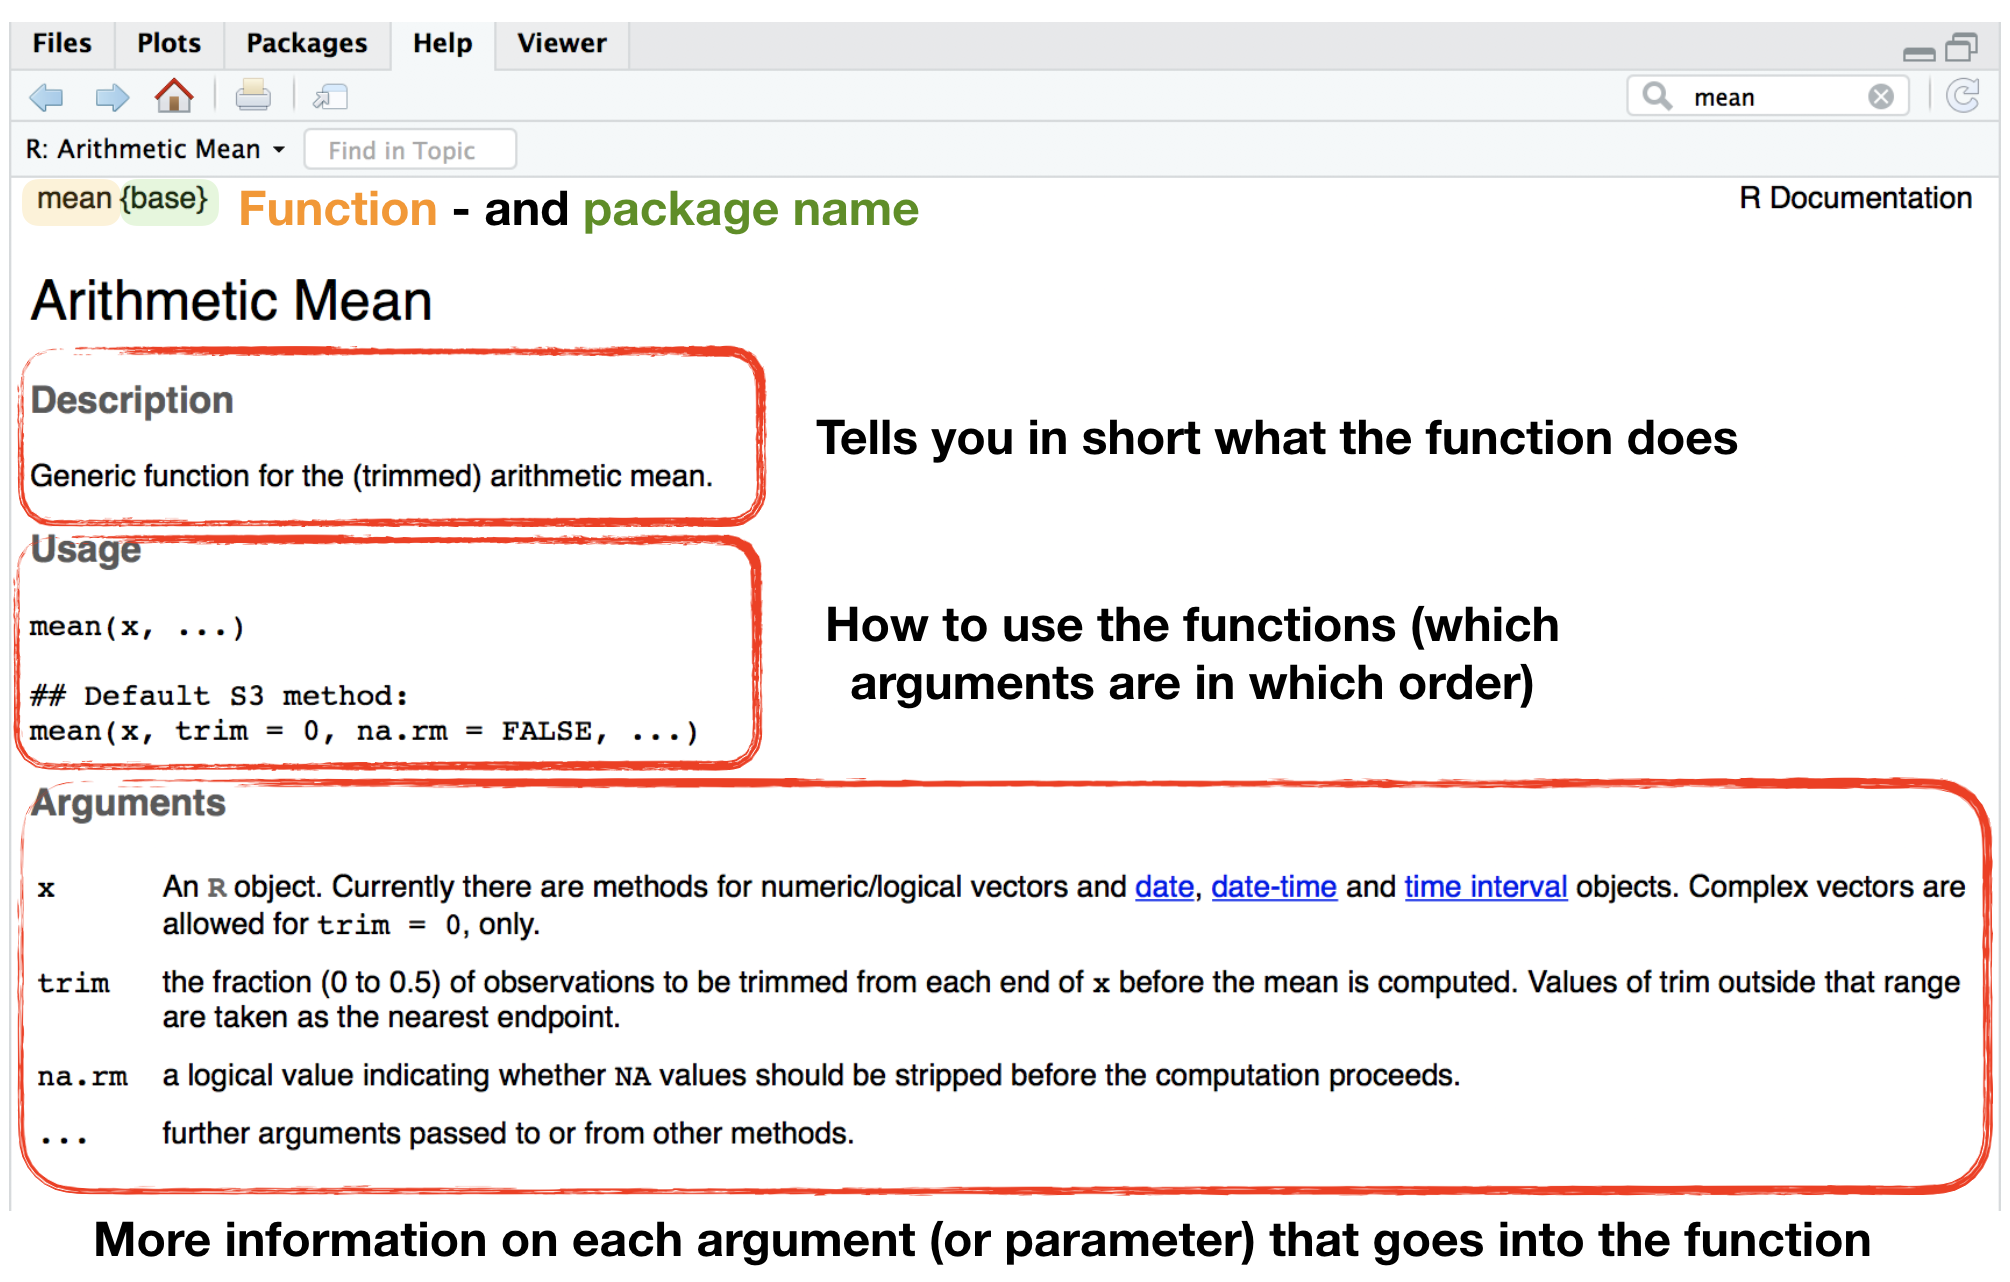 Files Plots Packages Help Viewer
mean
R: Arithmetic Mean Find in Topic
mean {base} Function - and package name R Documentation
Arithmetic Mean
Description
Tells you in short what the function does
Generic function for the (trimmed) arithmetic mean.
Usage
mean(x, ...)
How to use the functions (which
arguments are in which order)
## Default S3 method:
mean(x, trim = 0, na.rm = FALSE, ...)
Arguments
x An R object. Currently there are methods for numeric/logical vectors and date, date-time and time interval objects. Complex vectors are
allowed for trim = 0, only.
trim the fraction (0 to 0.5) of observations to be trimmed from each end of x before the mean is computed. Values of trim outside that range
are taken as the nearest endpoint.
na.rm a logical value indicating whether NA values should be stripped before the computation proceeds.
... further arguments passed to or from other methods.
More information on each argument (or parameter) that goes into the function